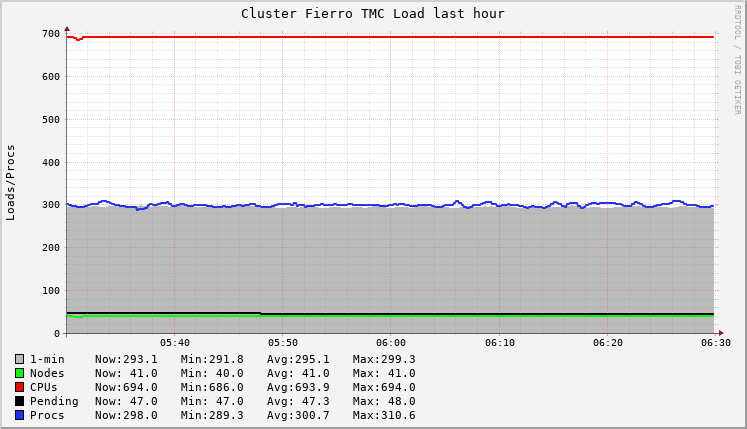 Cluster Fierro TMC Load last hour
RRDTOOL / TOBI OETIKER
Loads/Procs
700
600
500
400
300
200
100
0
05:40 05:50 06:00 06:10 06:20 06:30
1-min Now:293.1 Min:291.8 Avg:295.1 Max:299.3
Nodes Now: 41.0 Min: 40.0 Avg: 41.0 Max: 41.0
CPUs Now:694.0 Min:686.0 Avg:693.9 Max:694.0
Pending Now: 47.0 Min: 47.0 Avg: 47.3 Max: 48.0
Procs Now:298.0 Min:289.3 Avg:300.7 Max:310.6